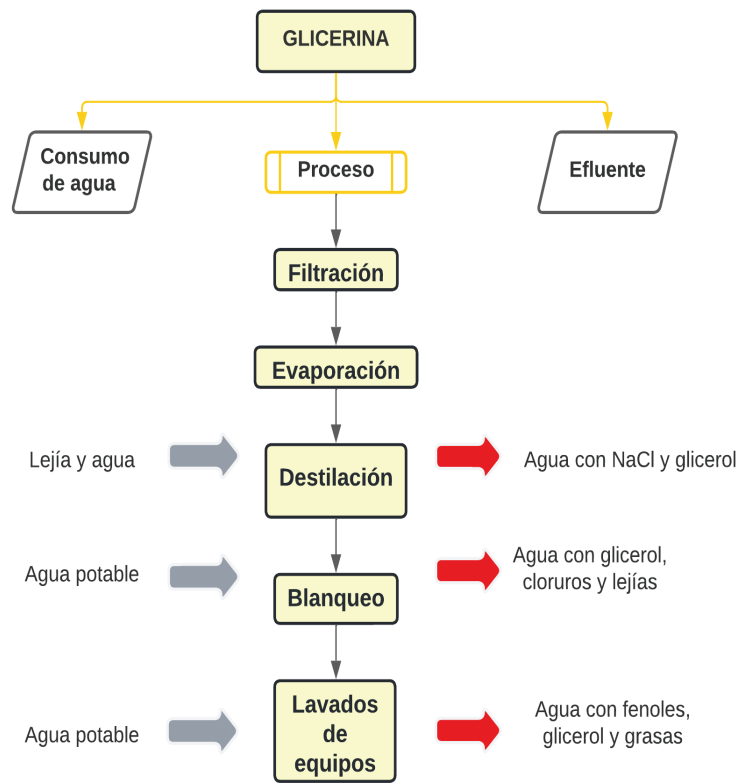 GLICERINA
Consumo
de agua
Proceso
Efluente
Filtración
Evaporación
Lejía y agua
Destilación
Agua con NaCl y glicerol
Agua potable
Blanqueo
Agua con glicerol,
cloruros y lejías
Agua potable
Lavados
de
equipos
Agua con fenoles,
glicerol y grasas